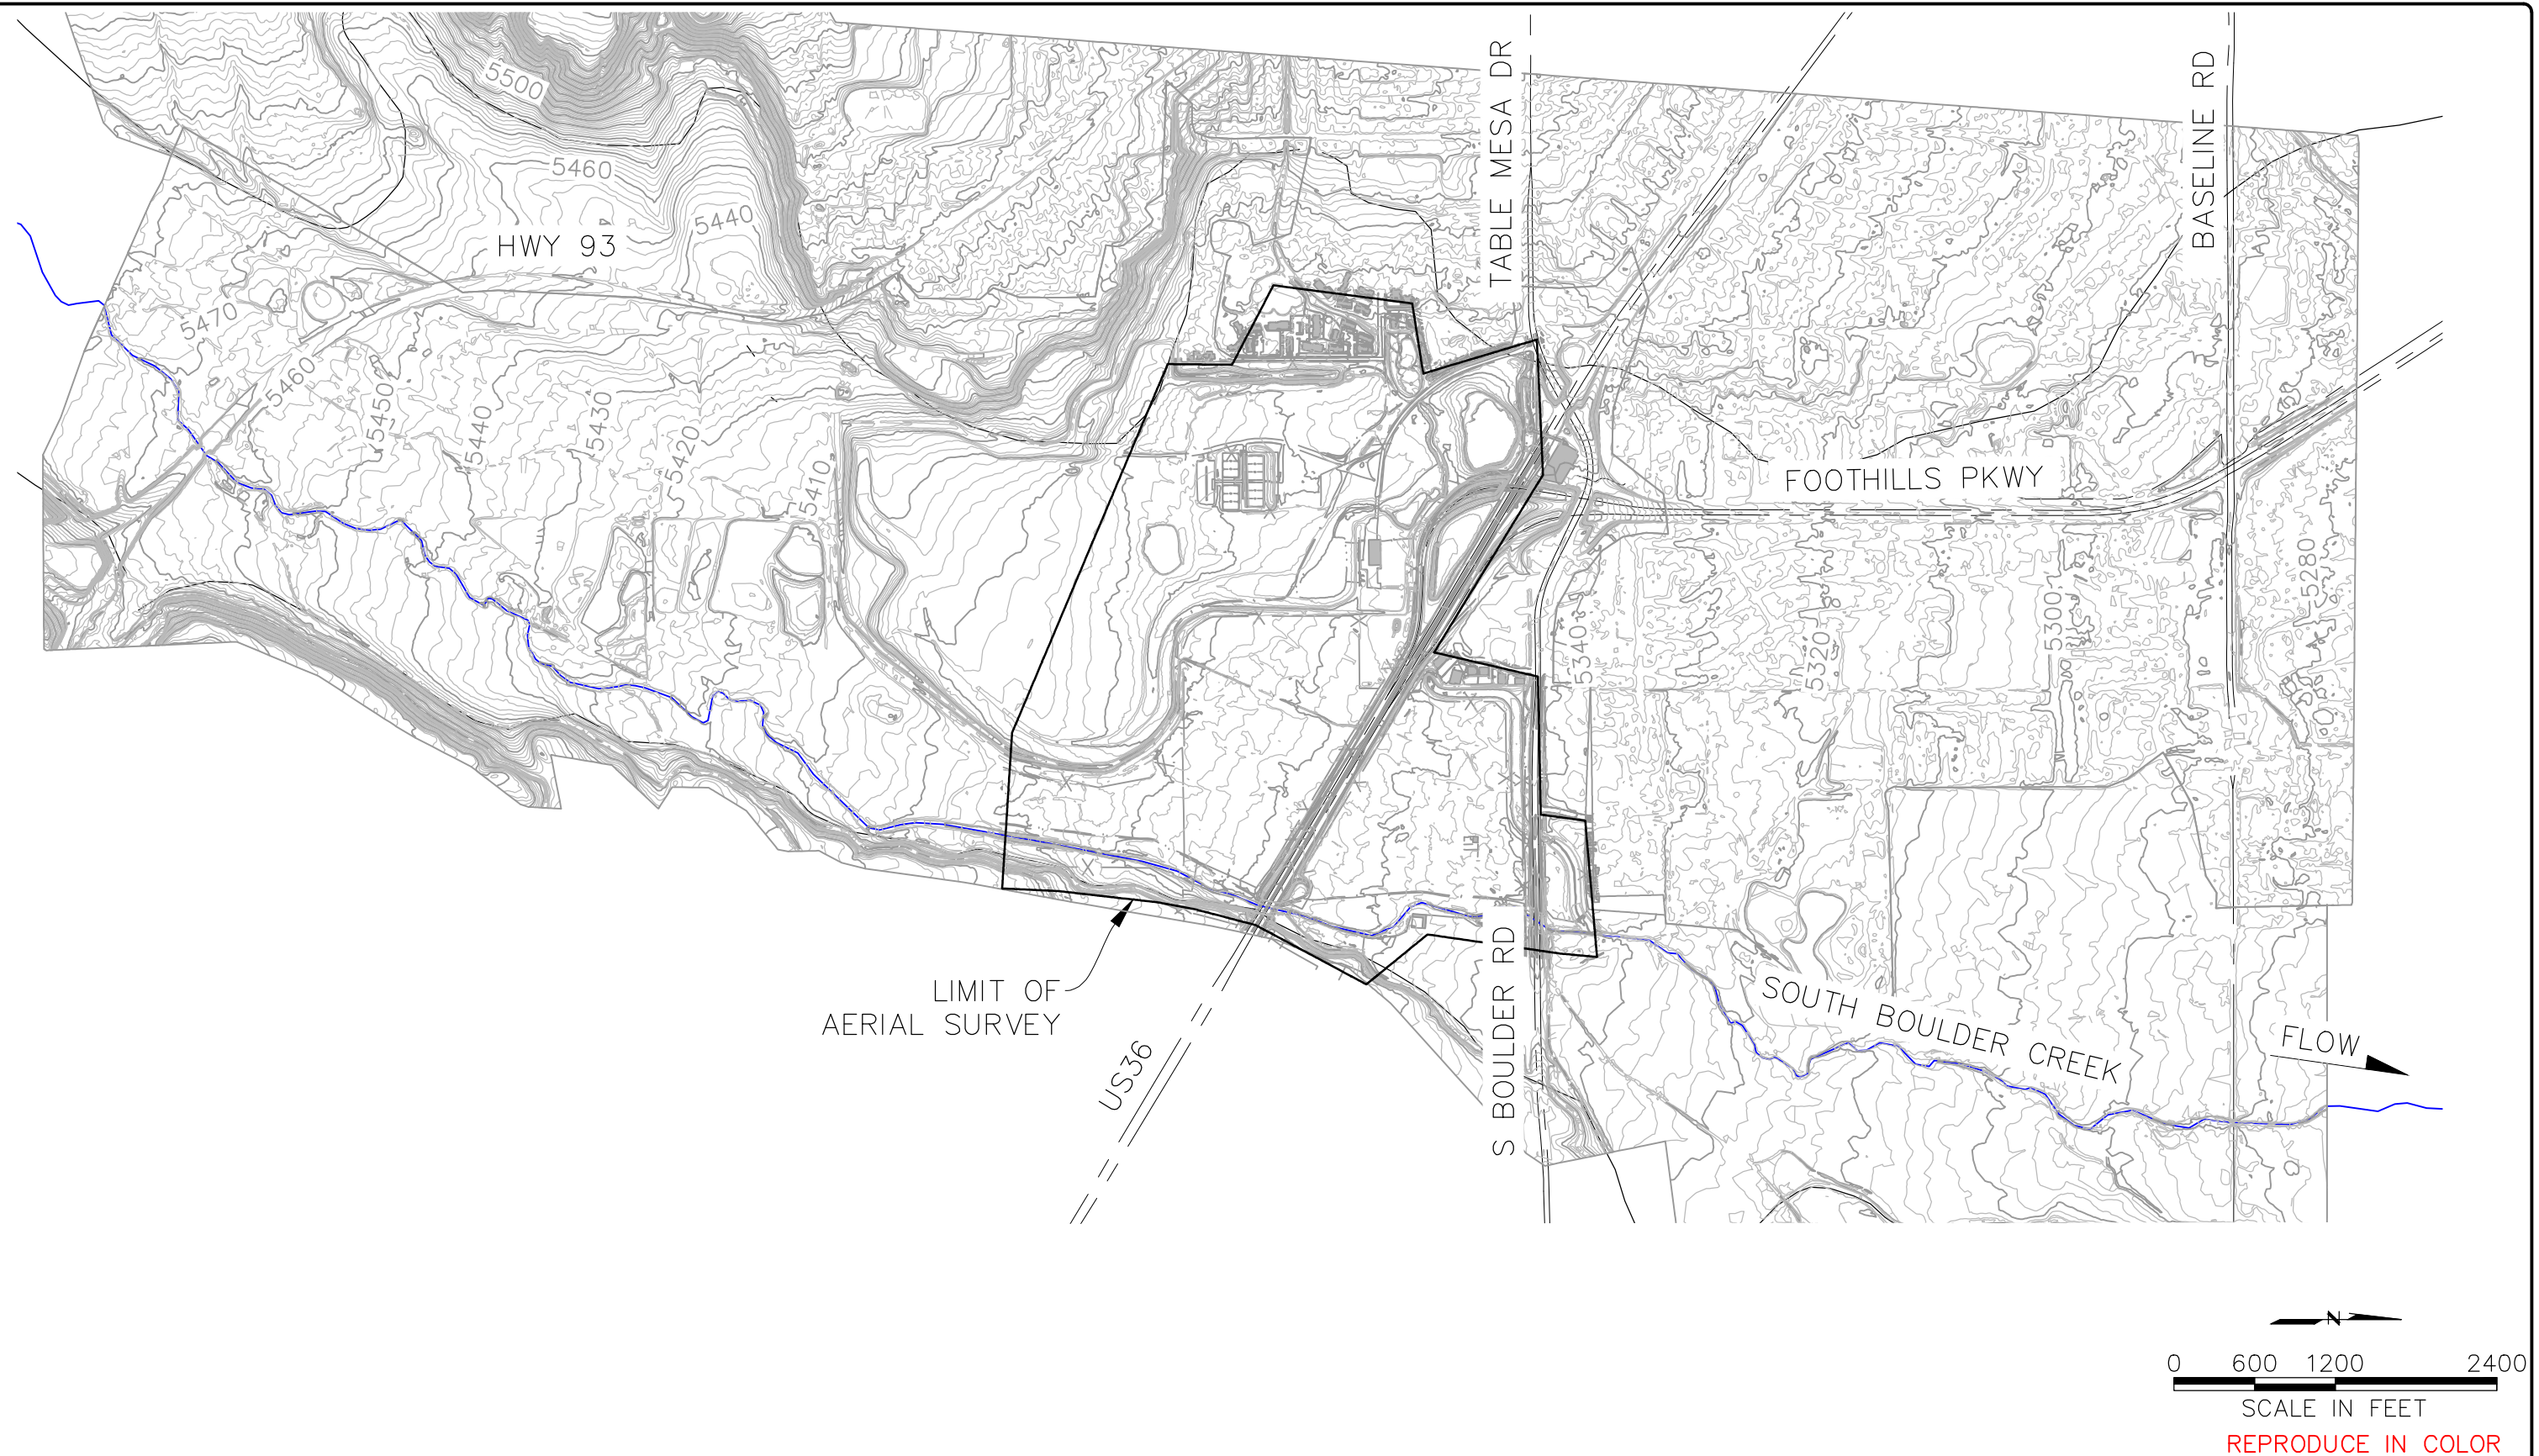 5500
5460
5440
HWY 93
5470
5460
5450
5440
5430
5420
5410
TABLE MESA DR
BASELINE RD
FOOTHILLS PKWY
5340
5320
5300
5280
LIMIT OF
AERIAL SURVEY
US36
S BOULDER RD
SOUTH BOULDER CREEK
FLOW
N
0 600 1200 2400
SCALE IN FEET
REPRODUCE IN COLOR